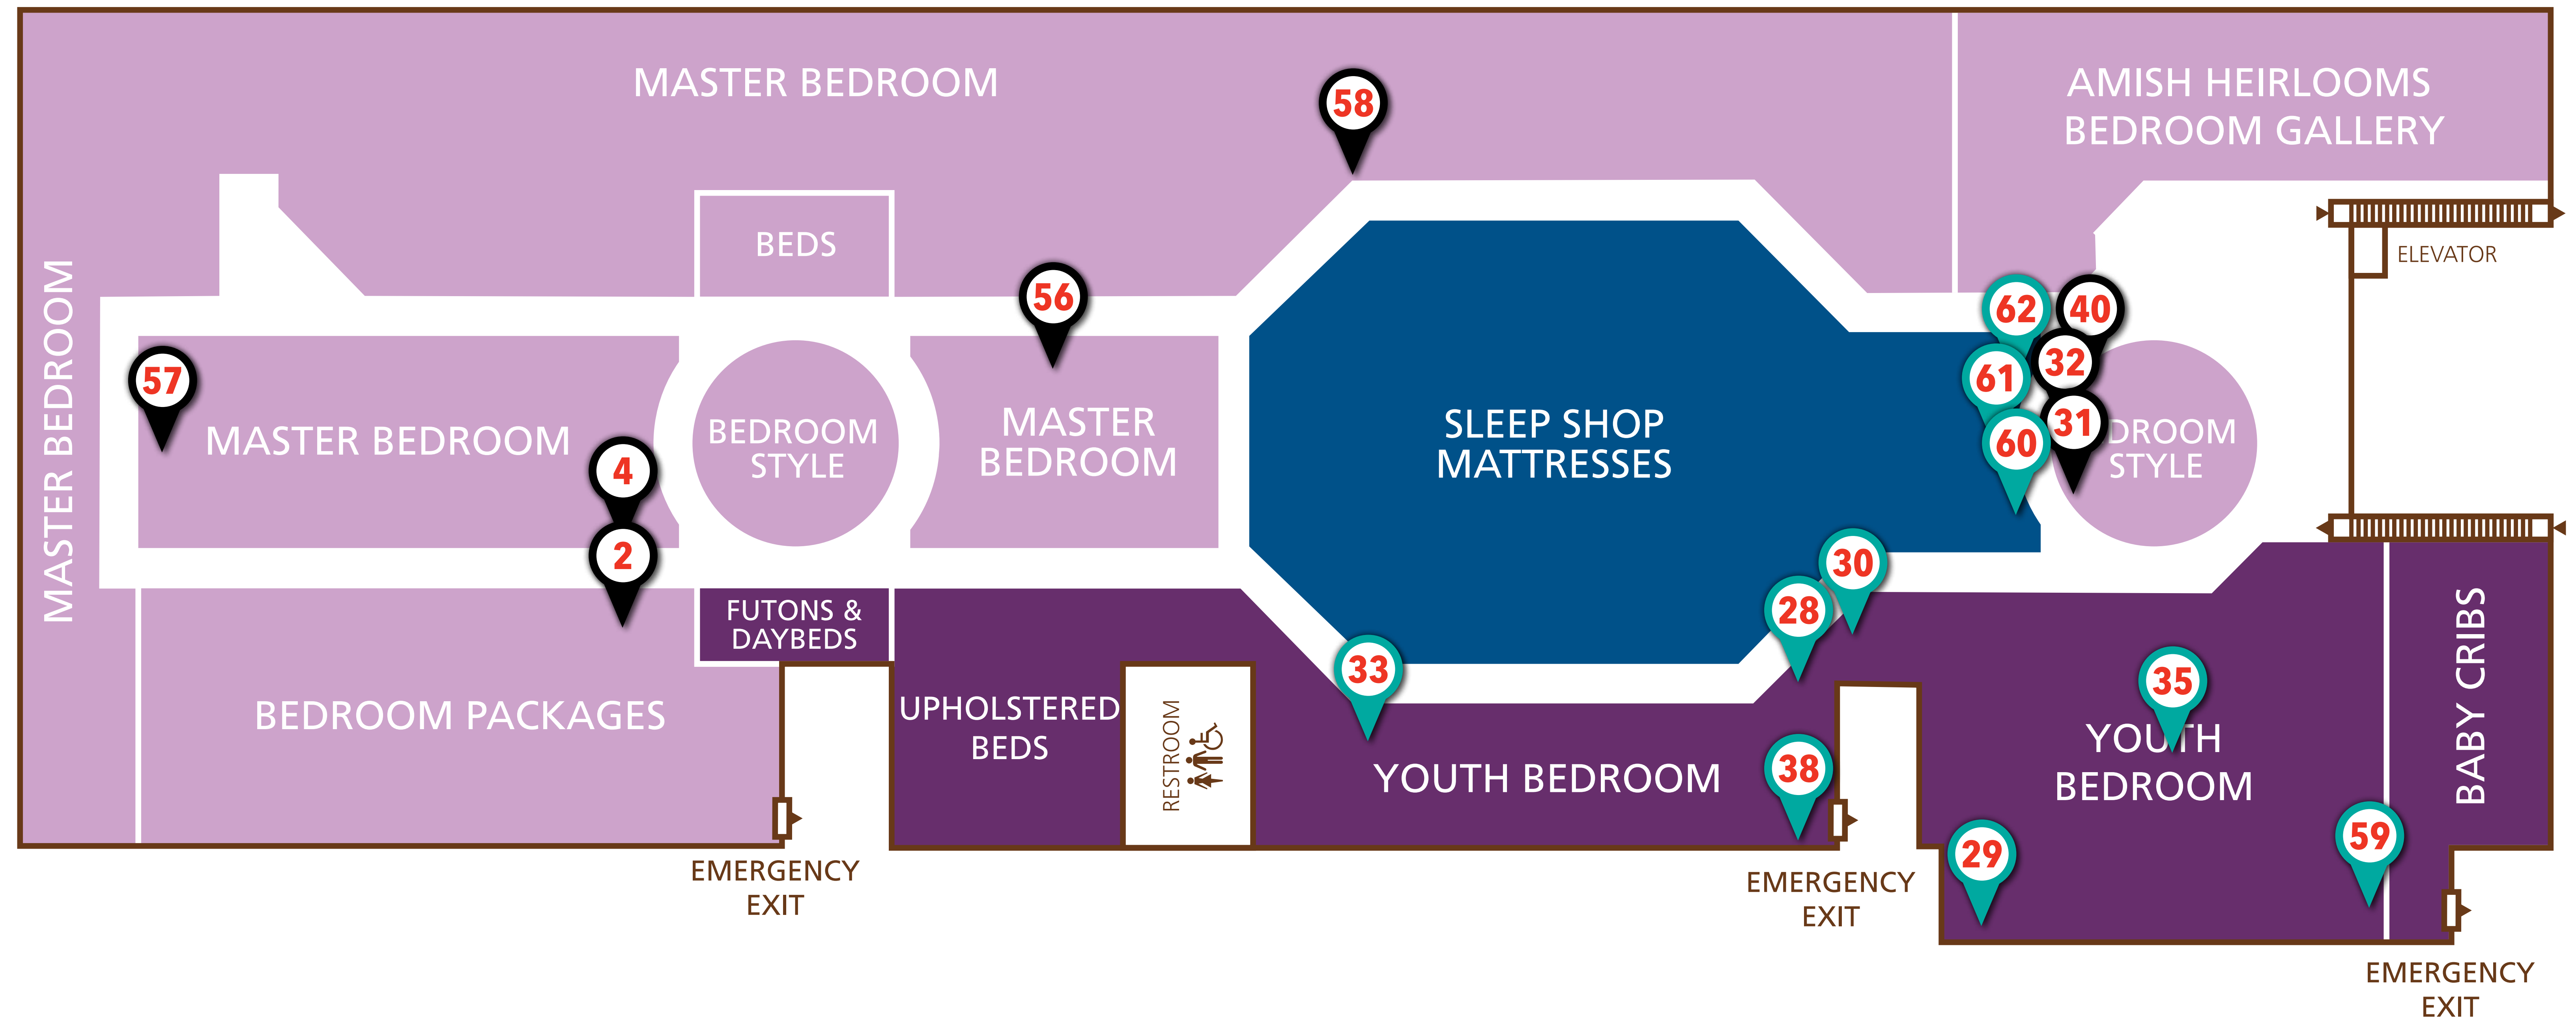 MASTER BEDROOM
58
AMISH HEIRLOOMS
BEDROOM GALLERY
BEDS
ELEVATOR
MASTER BEDROOM
56
62
40
57
61
32
MASTER BEDROOM
4
BEDROOM
STYLE
MASTER
BEDROOM
SLEEP SHOP
MATTRESSES
60
31
DROOM
STYLE
2
30
FUTONS &
DAYBEDS
28
33
35
BABY CRIBS
BEDROOM PACKAGES
UPHOLSTERED
BEDS
RESTROOM
YOUTH BEDROOM
38
YOUTH
BEDROOM
29
59
EMERGENCY
EXIT
EMERGENCY
EXIT
EMERGENCY
EXIT